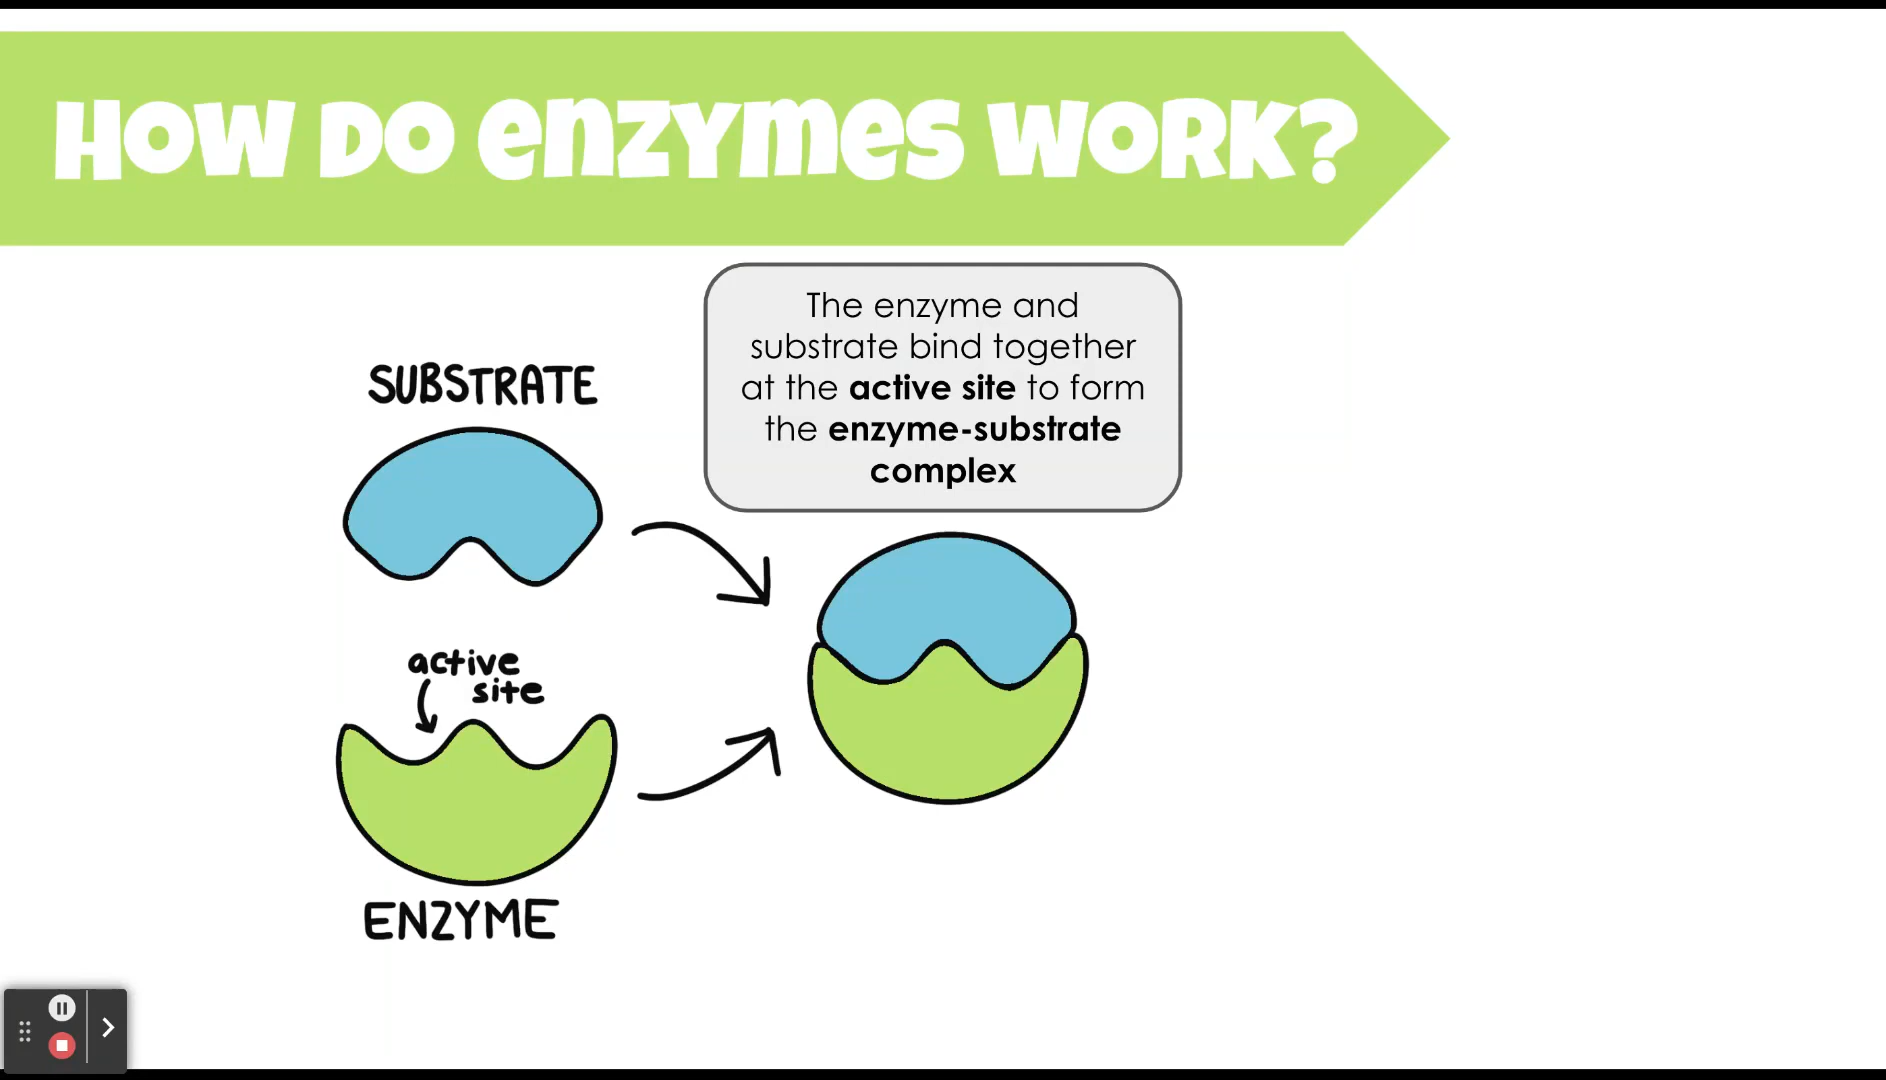 How Do enzymes work?
The enzyme and
substrate bind together
at the active site to form
the enzyme-substrate
complex
SUBSTRATE
active
site
ENZYME